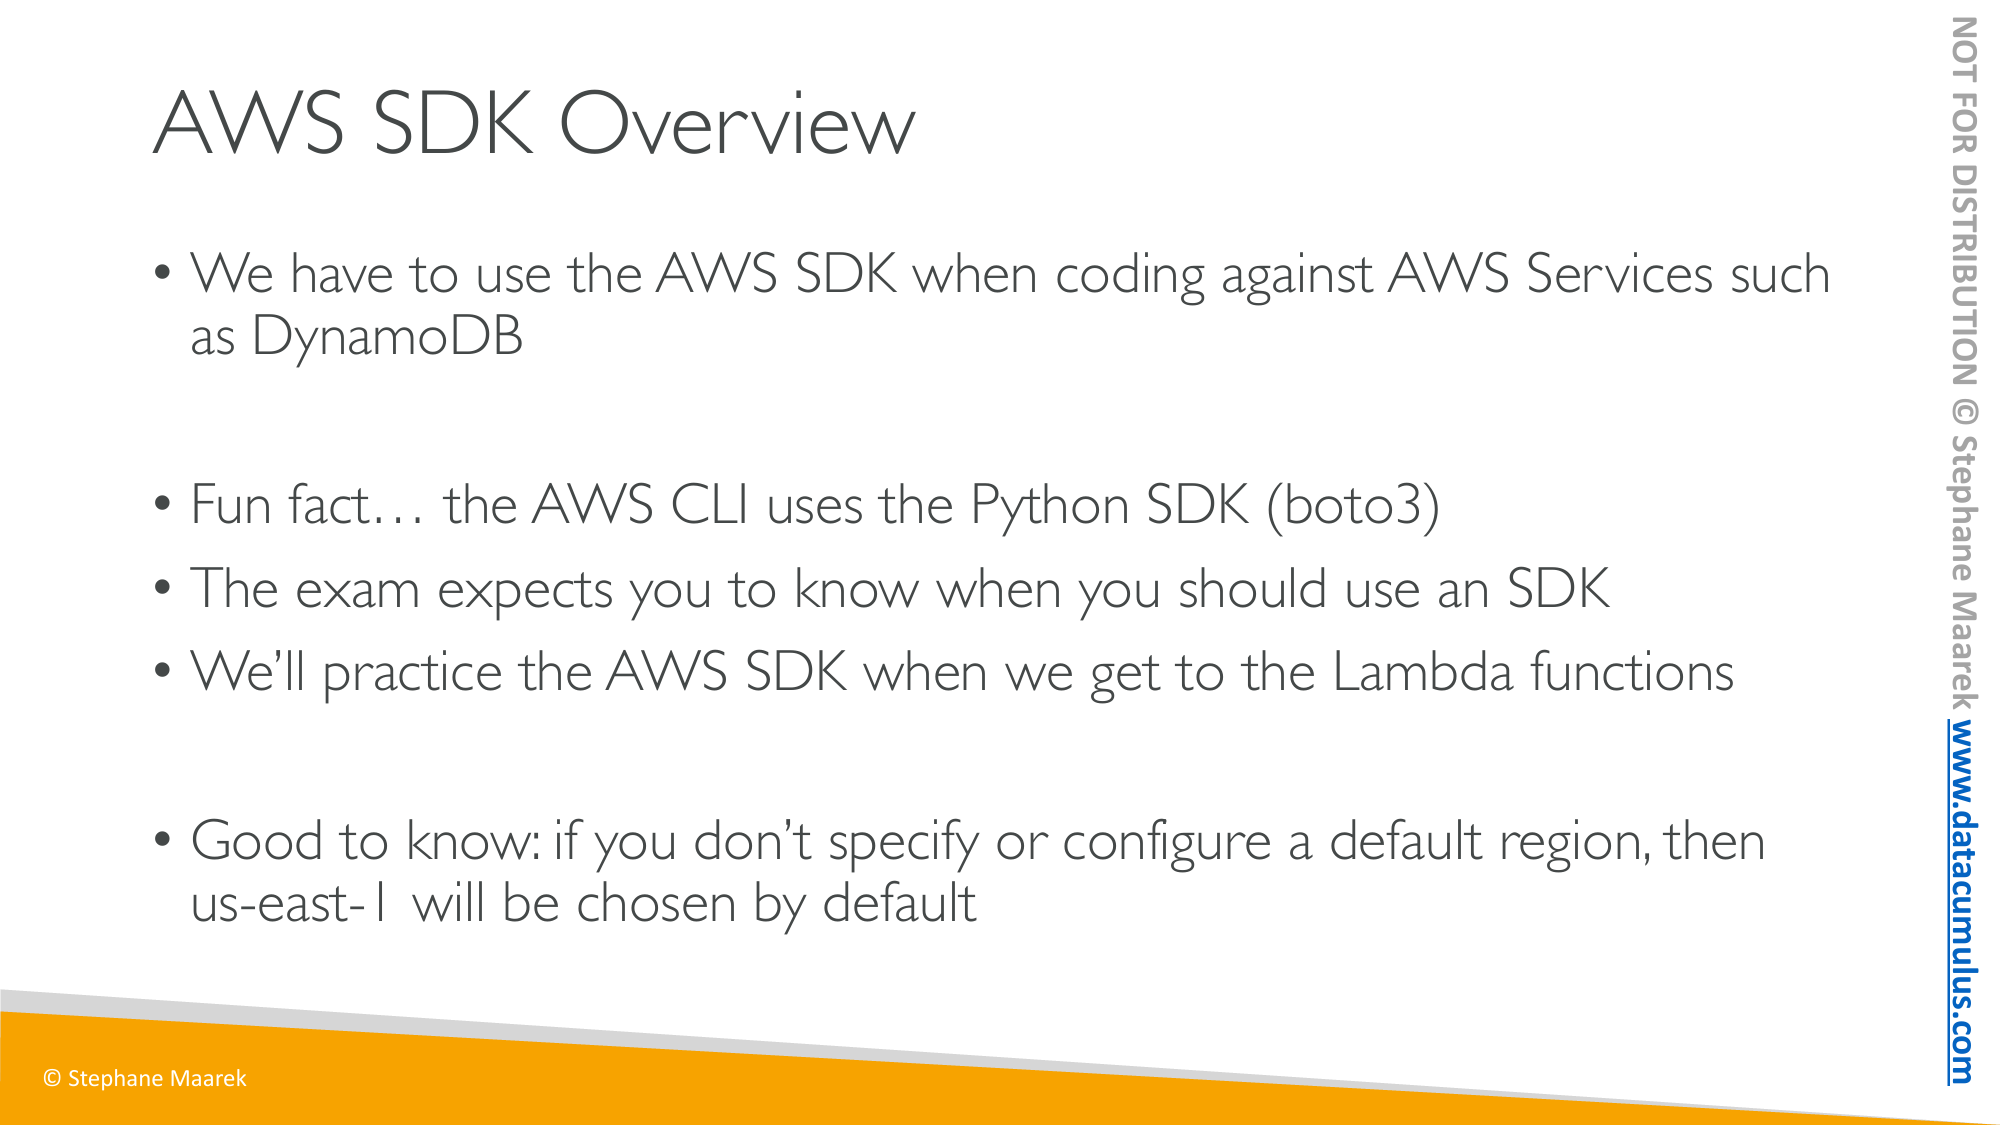 AWS SDK Overview
• We have to use the AWS SDK when coding against AWS Services such
as DynamoDB
• Fun fact… the AWS CLI uses the Python SDK (boto3)
• The exam expects you to know when you should use an SDK
• We’ll practice the AWS SDK when we get to the Lambda functions
• Good to know: if you don’t specify or configure a default region, then
us-east-1 will be chosen by default
© Stephane Maarek
NOT FOR DISTRIBUTION © Stephane Maarek www.datacumulus.com